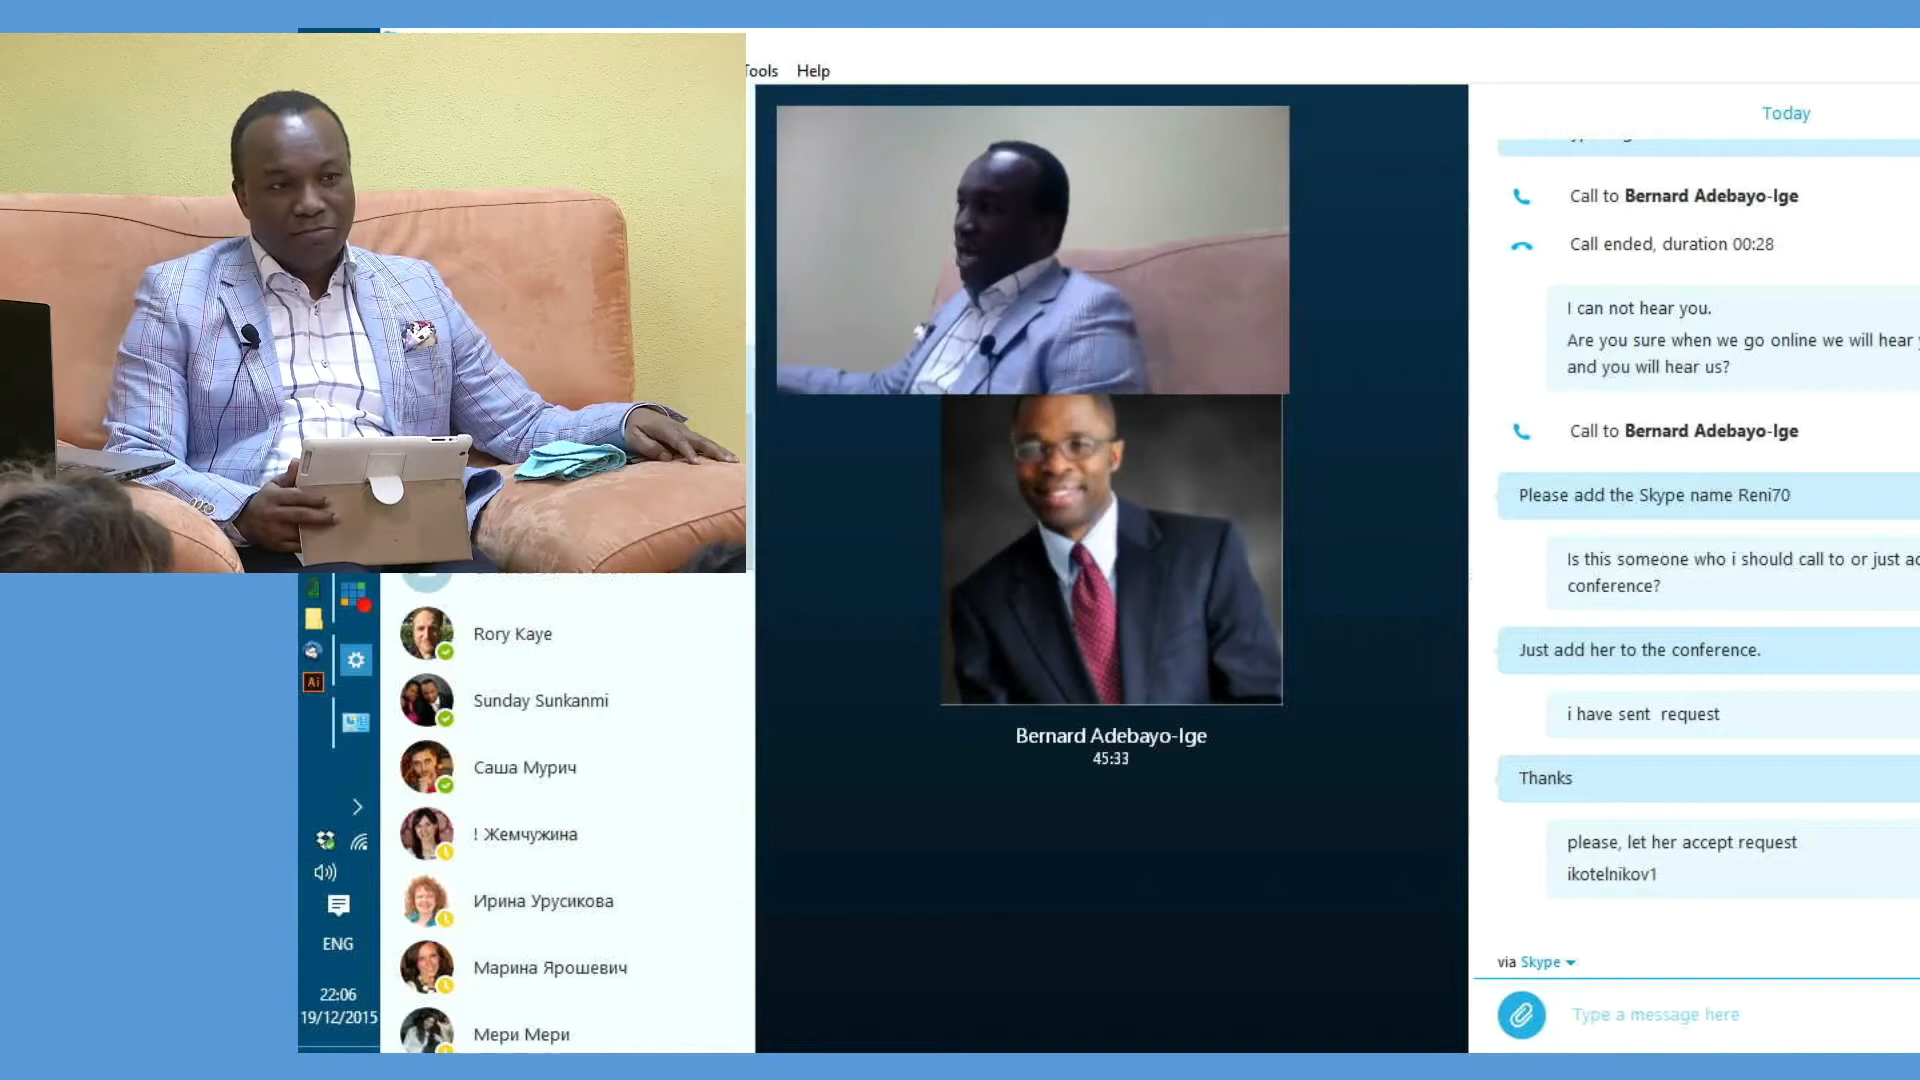 Tools Help
Today
Call to Bernard Adebayo-Ige
Call ended, duration 00:28
I can not hear you.
Are you sure when we go online we will hear
and you will hear us?
Call to Bernard Adebayo-Ige
Please add the Skype name Reni70
Is this someone who i should call to or just
conference?
Just add her to the conference.
i have sent request
Thanks
please, let her accept request
ikotelnikov1
via Skype
Type a message here
Bernard Adebayo-Ige
45:33
Rory Kaye
Sunday Sunkanmi
Саша Мурич
! Жемчужина
Ирина Урусикова
Марина Ярошевич
Мери Мери
Ai
ENG
22:06
19/12/2015